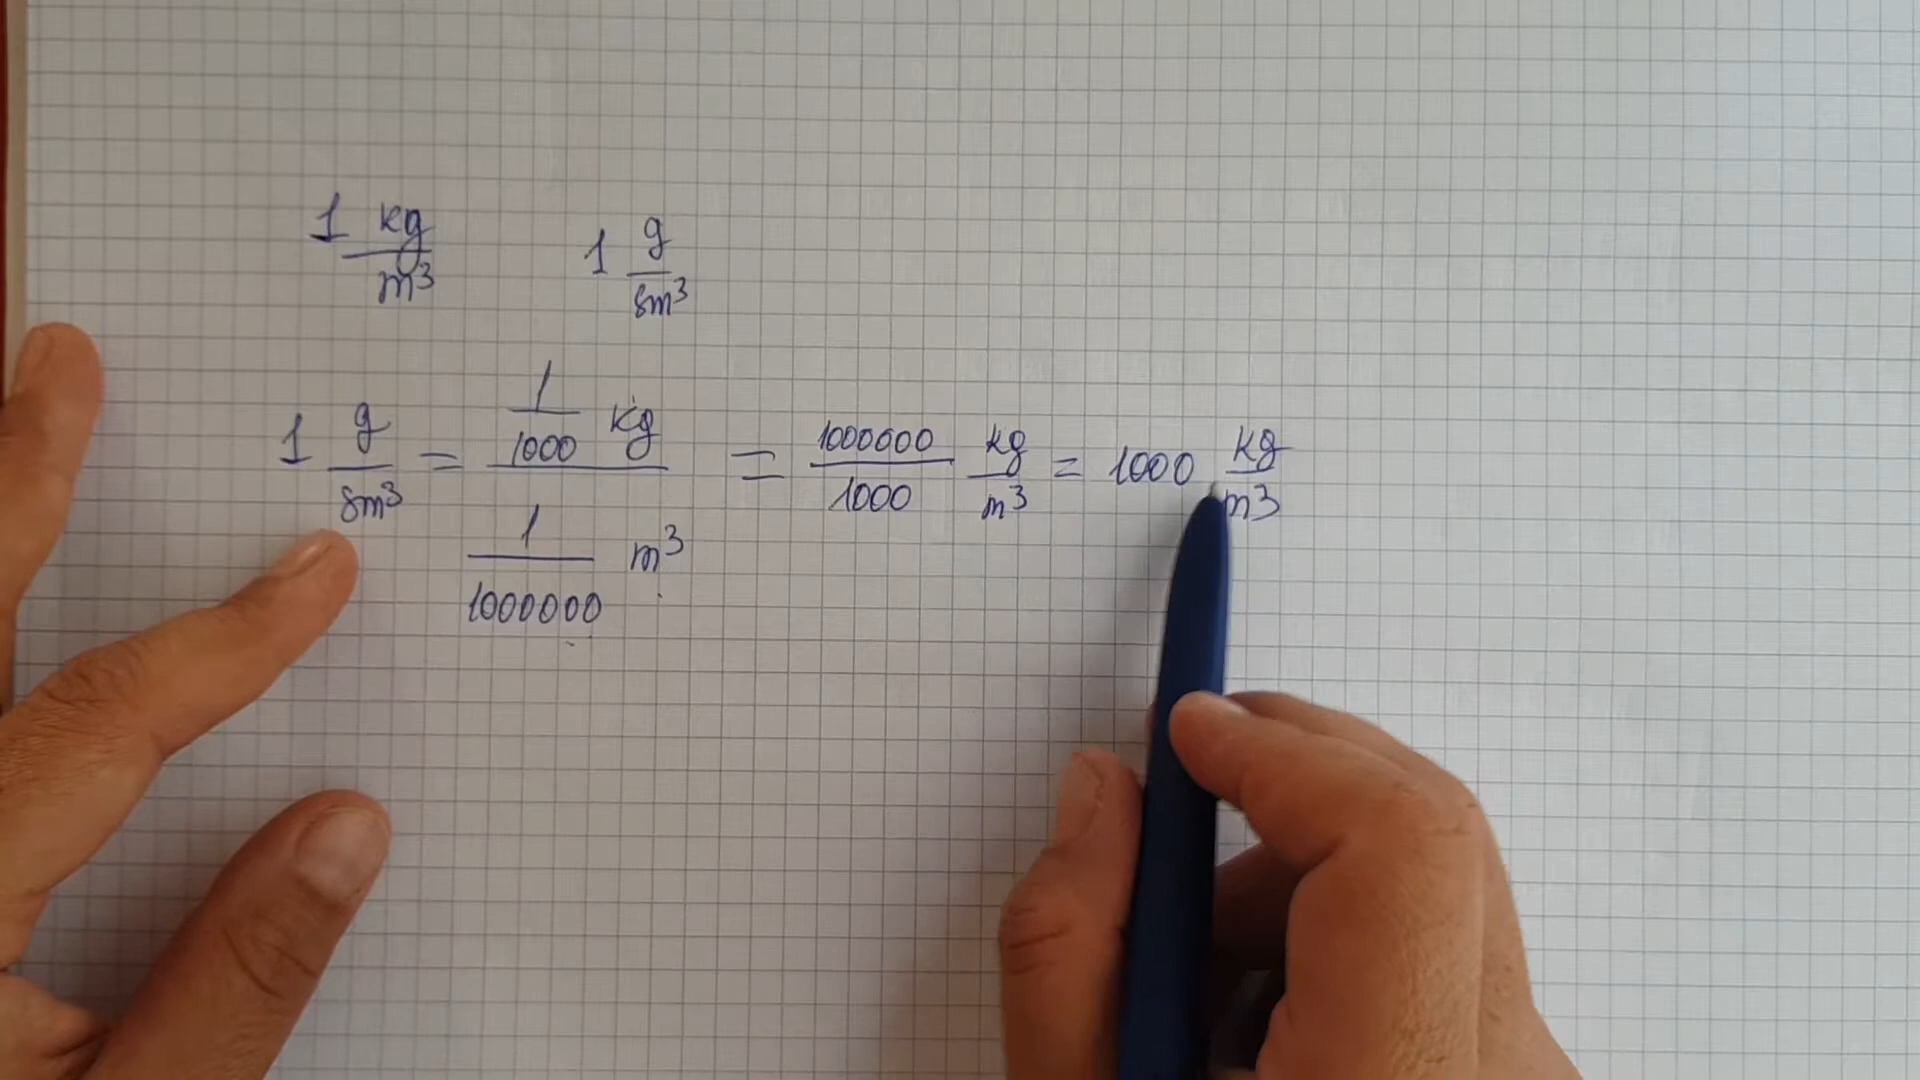 1 kg/m³ 1 g/sm³
1 g/sm³ = (1/1000 kg)/(1/1000000 m³) = 1000000/1000 kg/m³ = 1000 kg/m³